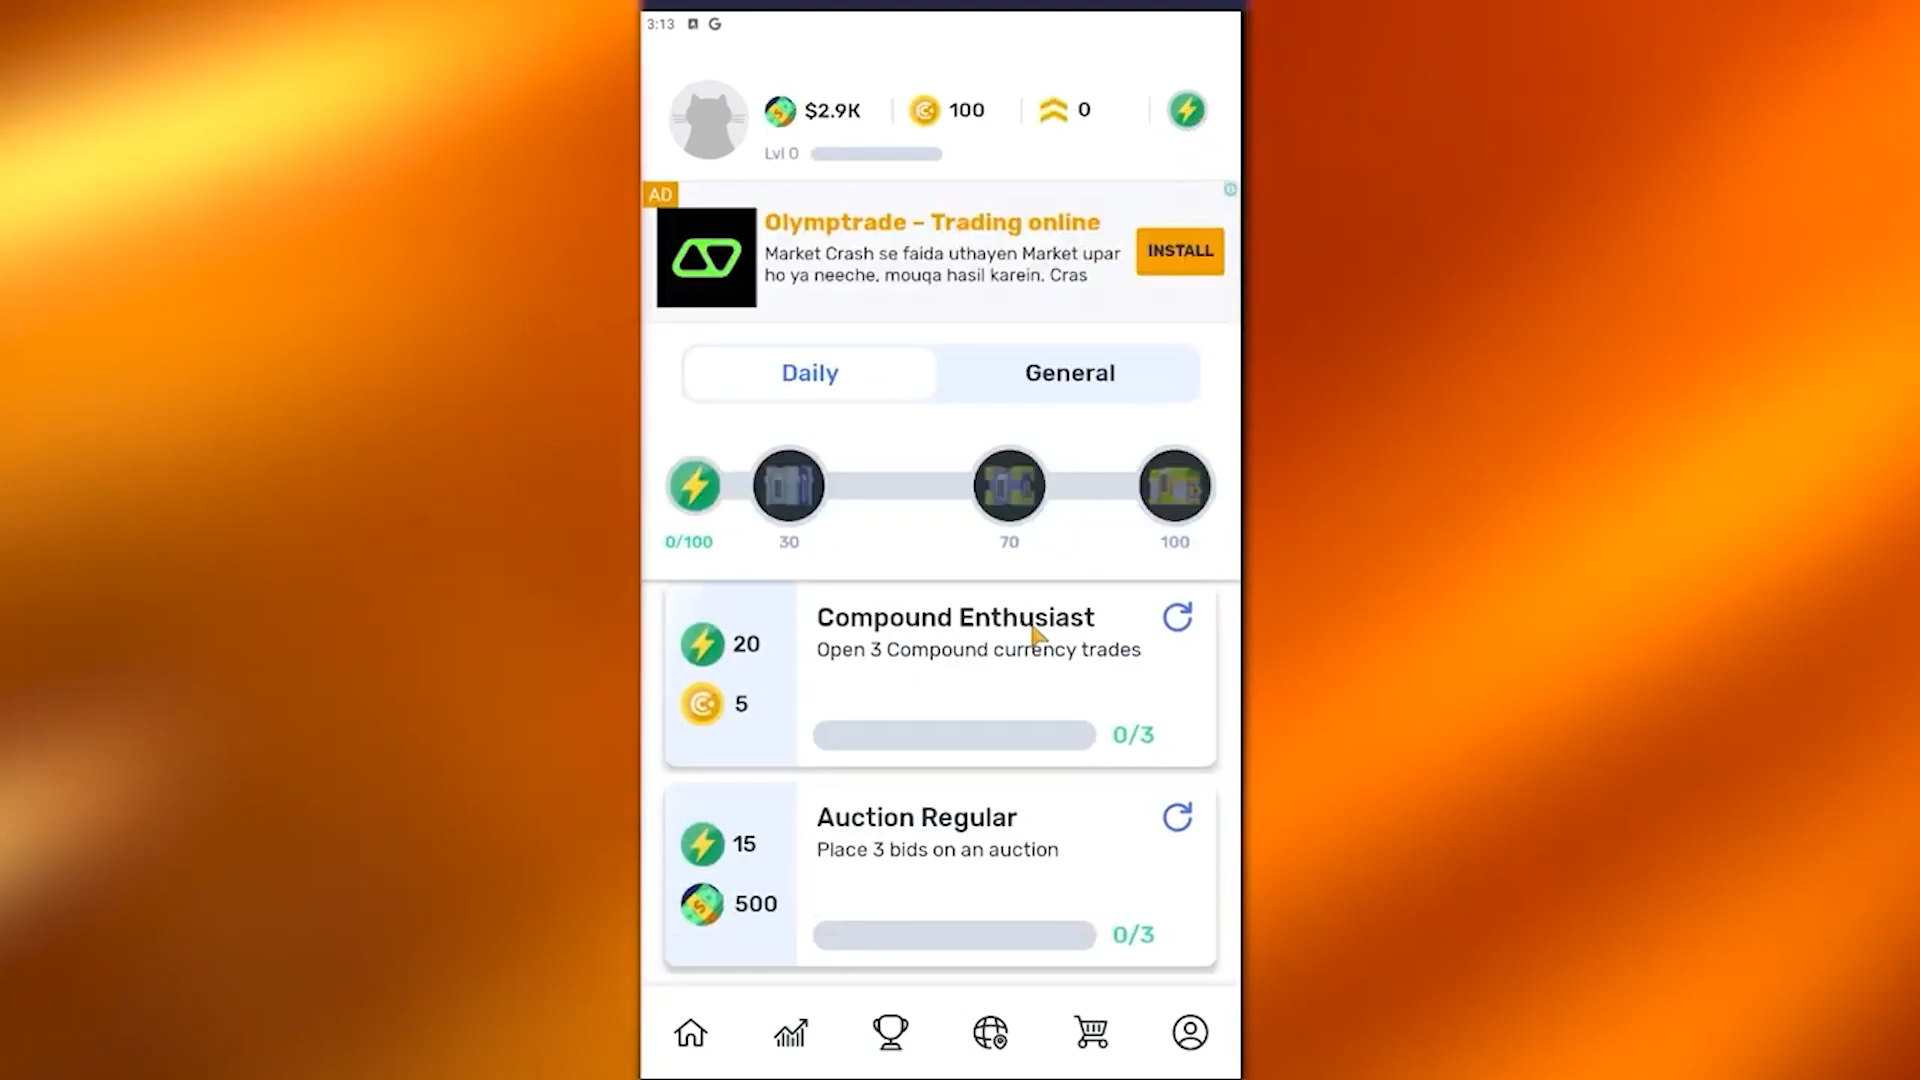 3:13
$2.9K
100
0
Lvl 0
AD
Olymptrade – Trading online
Market Crash se faida uthayen Market upar
ho ya neeche, mouqa hasil karein. Cras
INSTALL
Daily
General
0/100
30
70
100
Compound Enthusiast
Open 3 Compound currency trades
20
5
0/3
Auction Regular
Place 3 bids on an auction
15
500
0/3